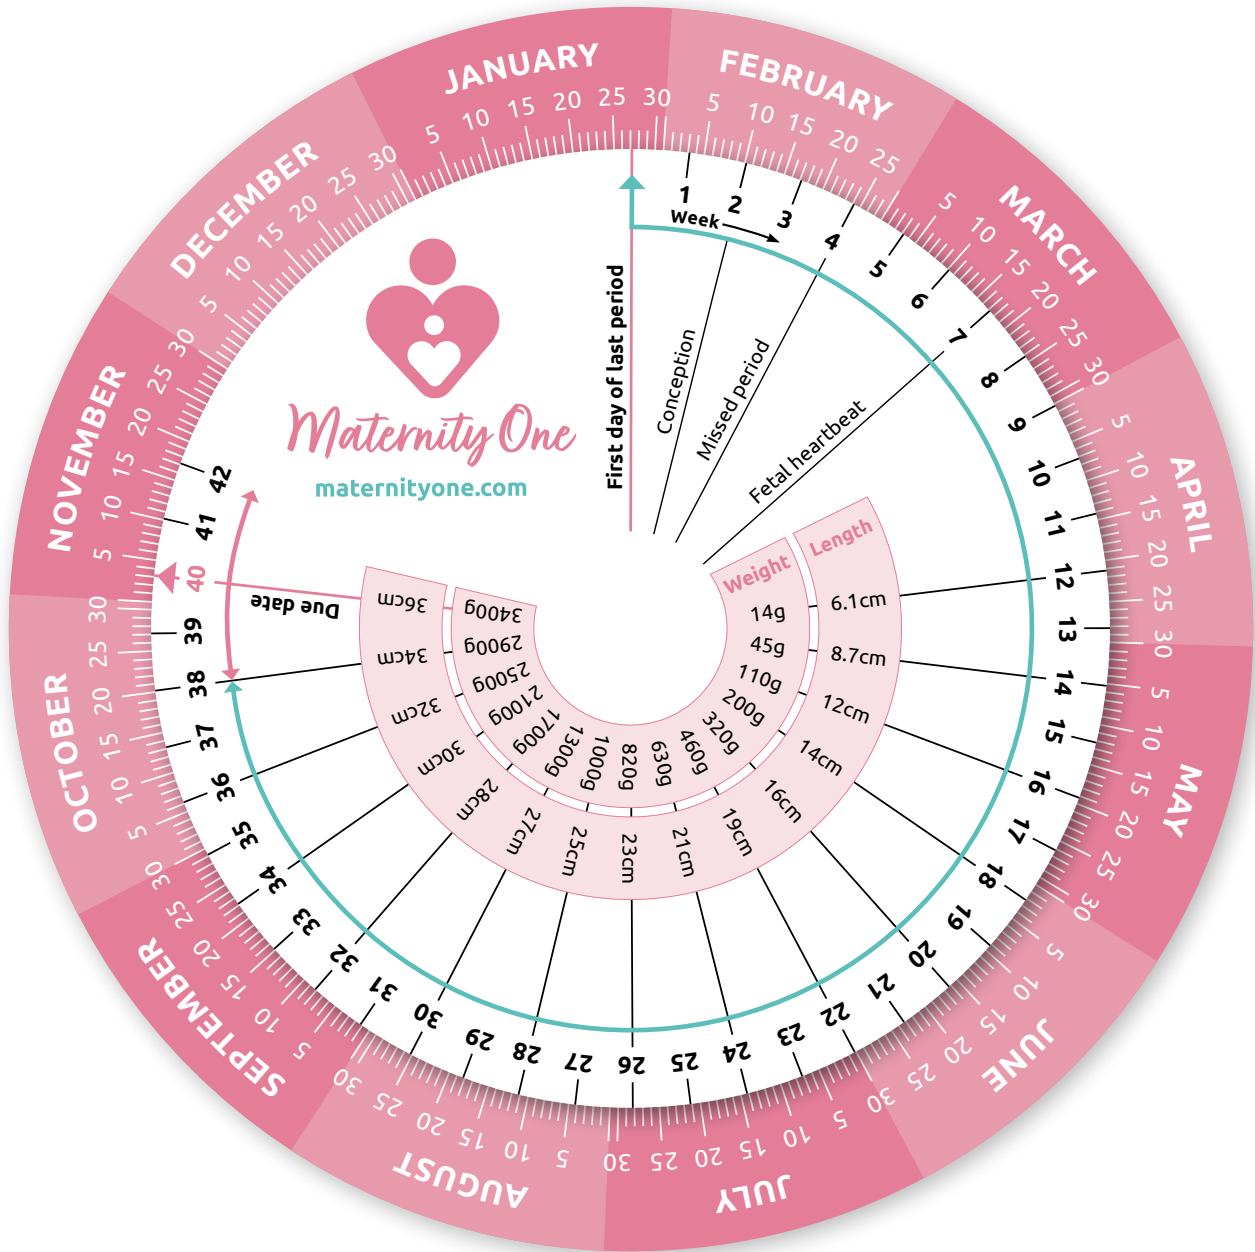 JANUARY
5 10 15 20 25 30
FEBRUARY
5 10 15 20 25
MARCH
5 10 15 20 25 30
APRIL
5 10 15 20 25 30
MAY
5 10 15 20 25 30
JUNE
5 10 15 20 25 30
JULY
5 10 15 20 25 30
AUGUST
5 10 15 20 25 30
SEPTEMBER
5 10 15 20 25 30
OCTOBER
5 10 15 20 25 30
NOVEMBER
5 10 15 20 25 30
DECEMBER
5 10 15 20 25 30
1 2 3 4 5 6 7 8 9 10 11 12 13 14 15 16 17 18 19 20 21 22 23 24 25 26 27 28 29 30 31 32 33 34 35 36 37 38 39 40 41 42
Week
First day of last period
Conception
Missed period
Fetal heartbeat
Due date
Maternity One
maternityone.com
Length
6.1cm
8.7cm
12cm
14cm
16cm
19cm
21cm
23cm
25cm
27cm
28cm
30cm
32cm
34cm
36cm
Weight
14g
45g
110g
200g
320g
460g
630g
820g
1000g
1300g
1700g
2100g
2500g
2900g
3400g